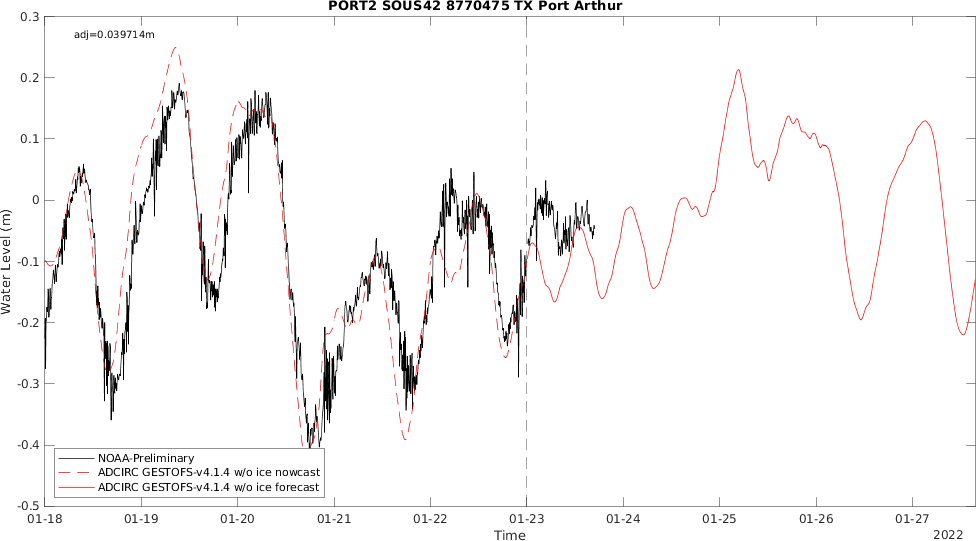 PORT2 SOUS42 8770475 TX Port Arthur
adj=0.039714m
0.3
0.2
0.1
0
-0.1
-0.2
-0.3
-0.4
-0.5
Water Level (m)
NOAA-Preliminary
ADCIRC GESTOFS-v4.1.4 w/o ice nowcast
ADCIRC GESTOFS-v4.1.4 w/o ice forecast
01-18 01-19 01-20 01-21 01-22 01-23 01-24 01-25 01-26 01-27
Time
2022